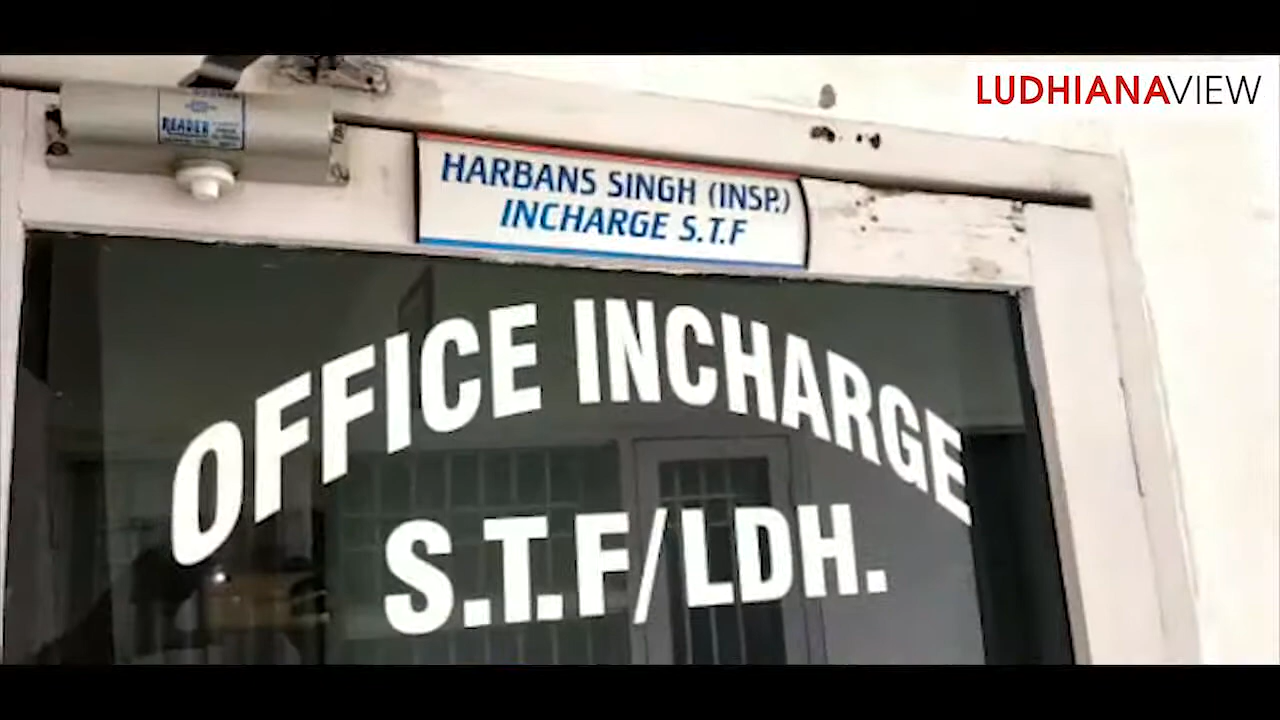 LUDHIANAVIEW
READER
HARBANS SINGH (INSP.)
INCHARGE S.T.F
OFFICE INCHARGE
S.T.F/LDH.